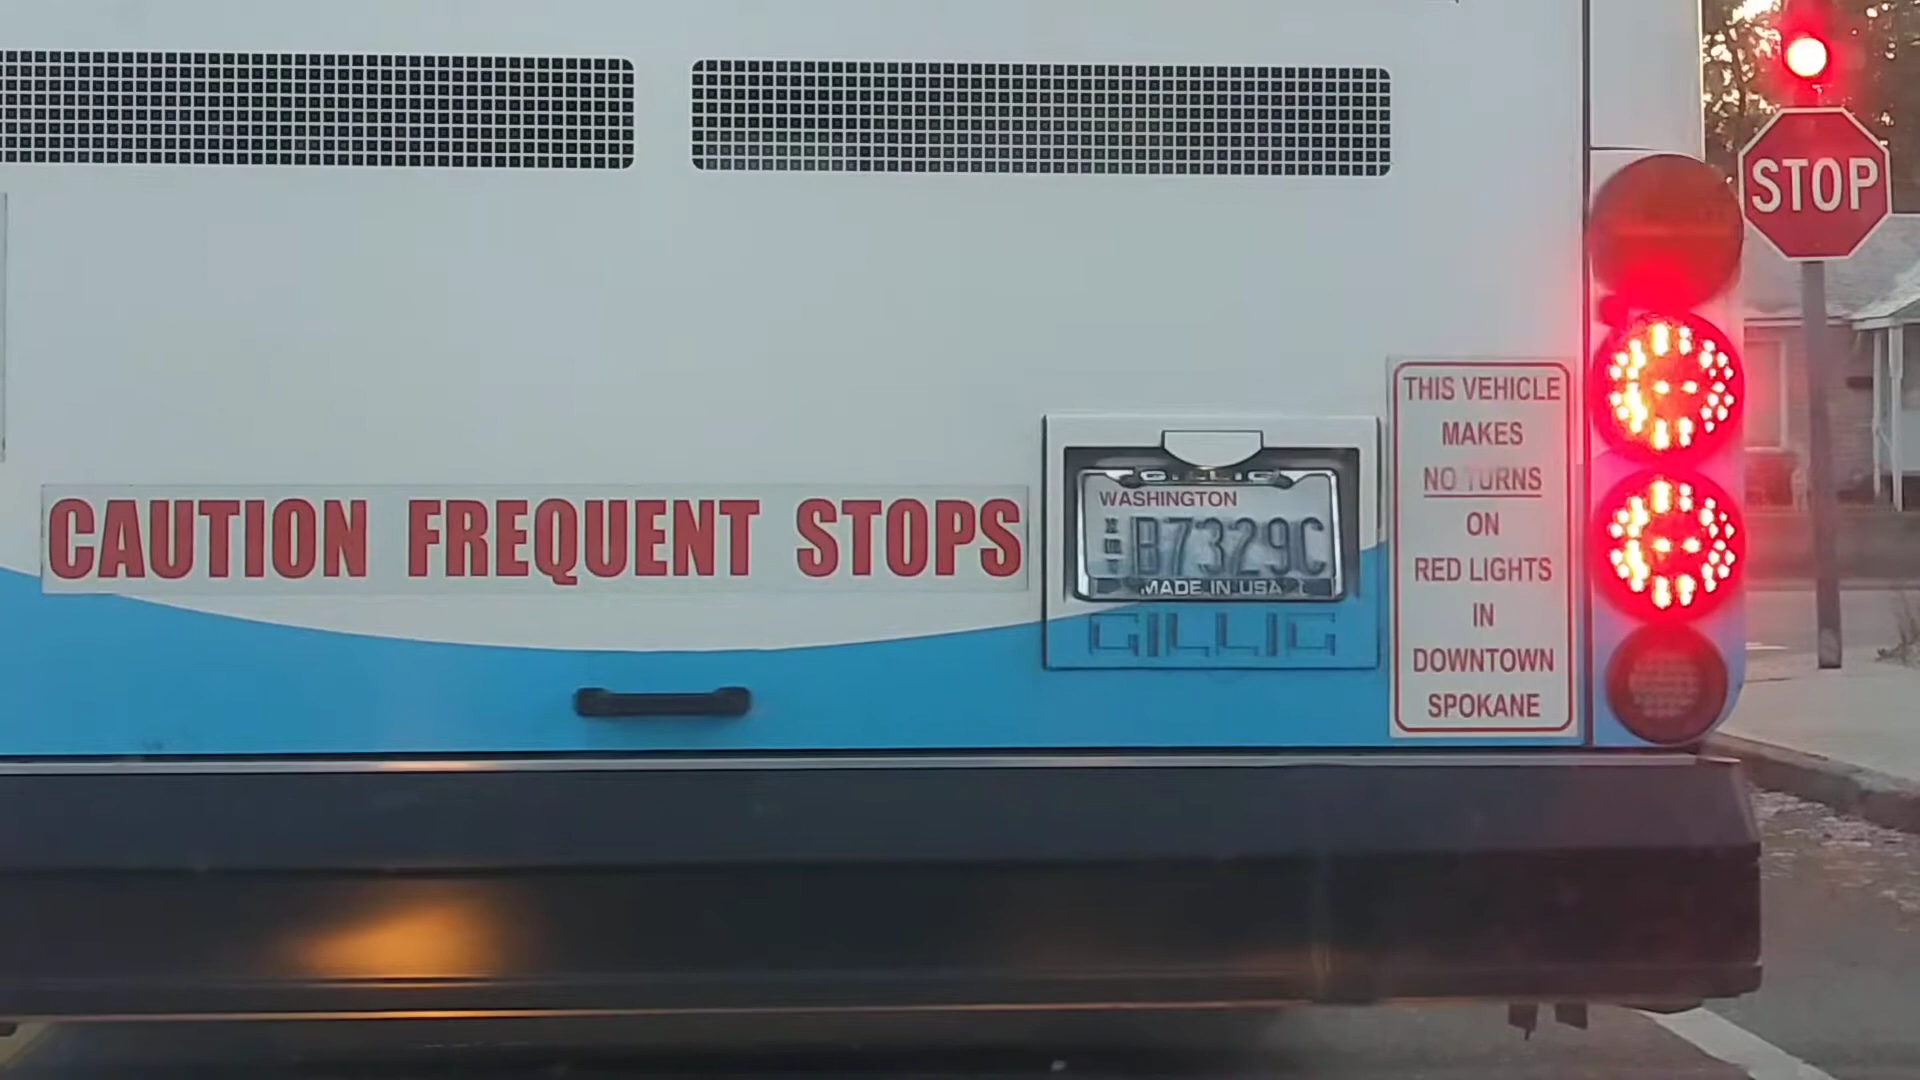 CAUTION FREQUENT STOPS
GILLIG
WASHINGTON
B7329C
MADE IN USA
GILLIG
THIS VEHICLE
MAKES
NO TURNS
ON
RED LIGHTS
IN
DOWNTOWN
SPOKANE
STOP